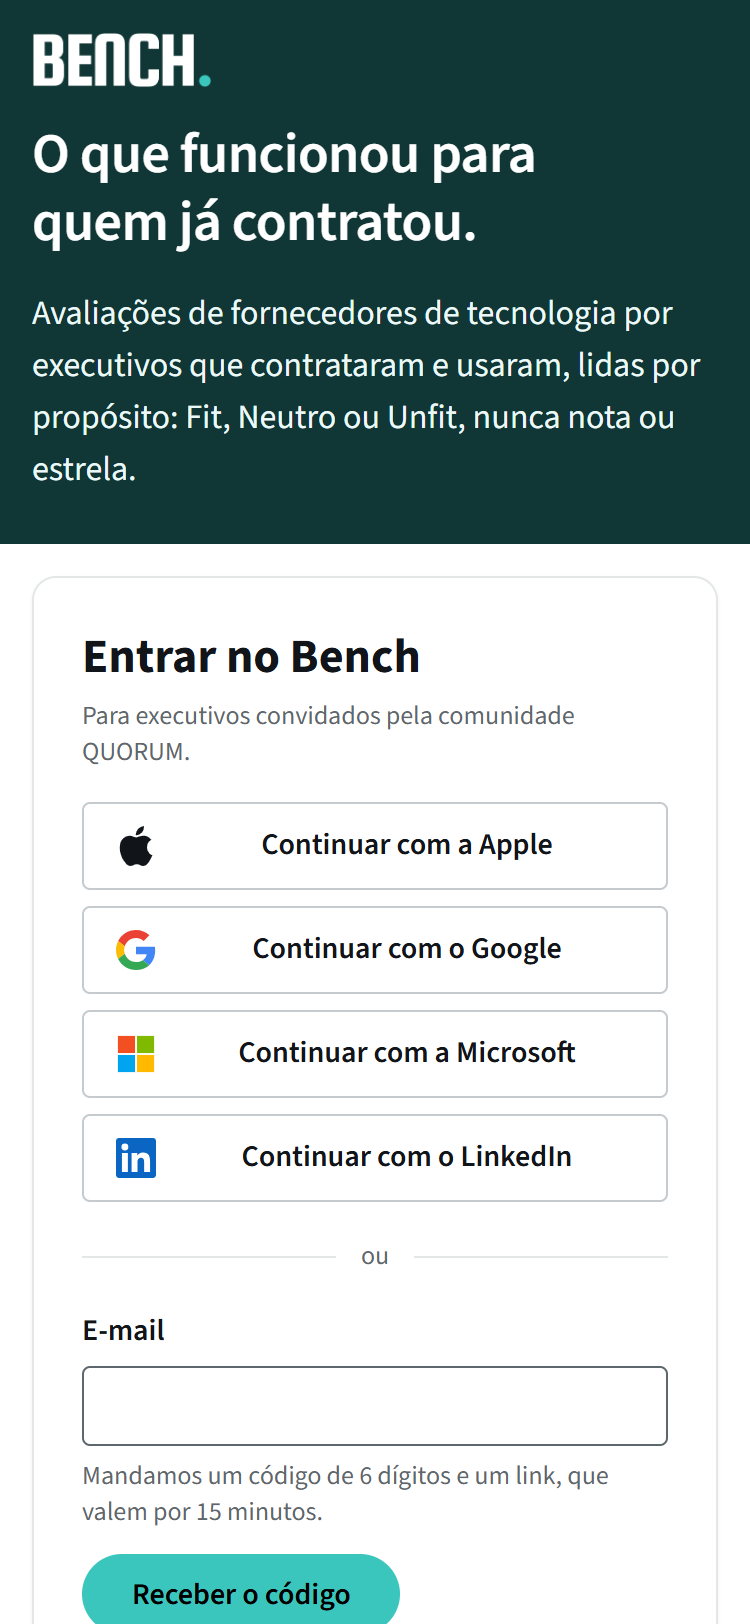 BENCH.
O que funcionou para
quem já contratou.
Avaliações de fornecedores de tecnologia por
executivos que contrataram e usaram, lidas por
propósito: Fit, Neutro ou Unfit, nunca nota ou
estrela.
Entrar no Bench
Para executivos convidados pela comunidade
QUORUM.
Continuar com a Apple
Continuar com o Google
Continuar com a Microsoft
in
Continuar com o LinkedIn
ou
E-mail
Mandamos um código de 6 dígitos e um link, que
valem por 15 minutos.
Receber o código